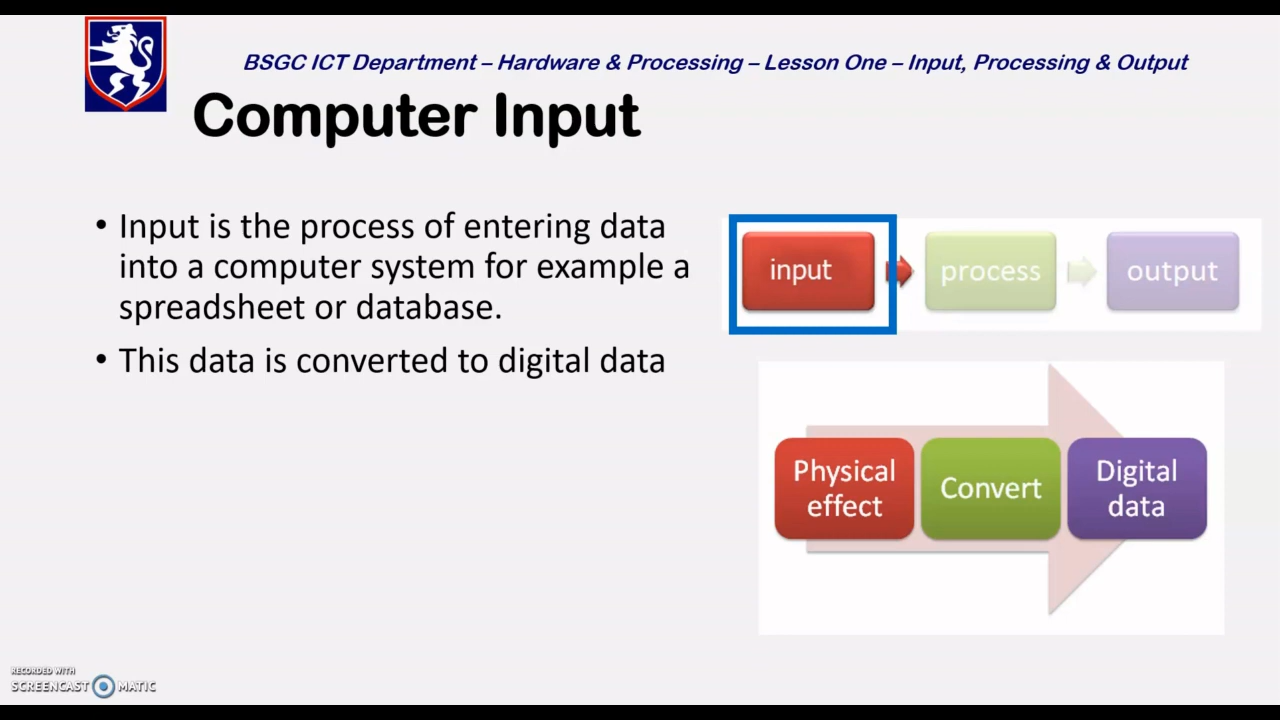 BSGC ICT Department – Hardware & Processing – Lesson One – Input, Processing & Output
Computer Input
• Input is the process of entering data
into a computer system for example a
spreadsheet or database.
• This data is converted to digital data
input
process
output
Physical
effect
Convert
Digital
data
RECORDED WITH
SCREENCAST MATIC